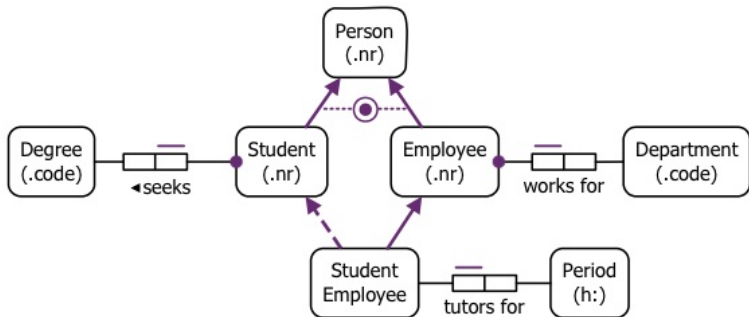 Person
(.nr)
Degree
(.code)
◄seeks
Student
(.nr)
Employee
(.nr)
works for
Department
(.code)
Student
Employee
tutors for
Period
(h:)